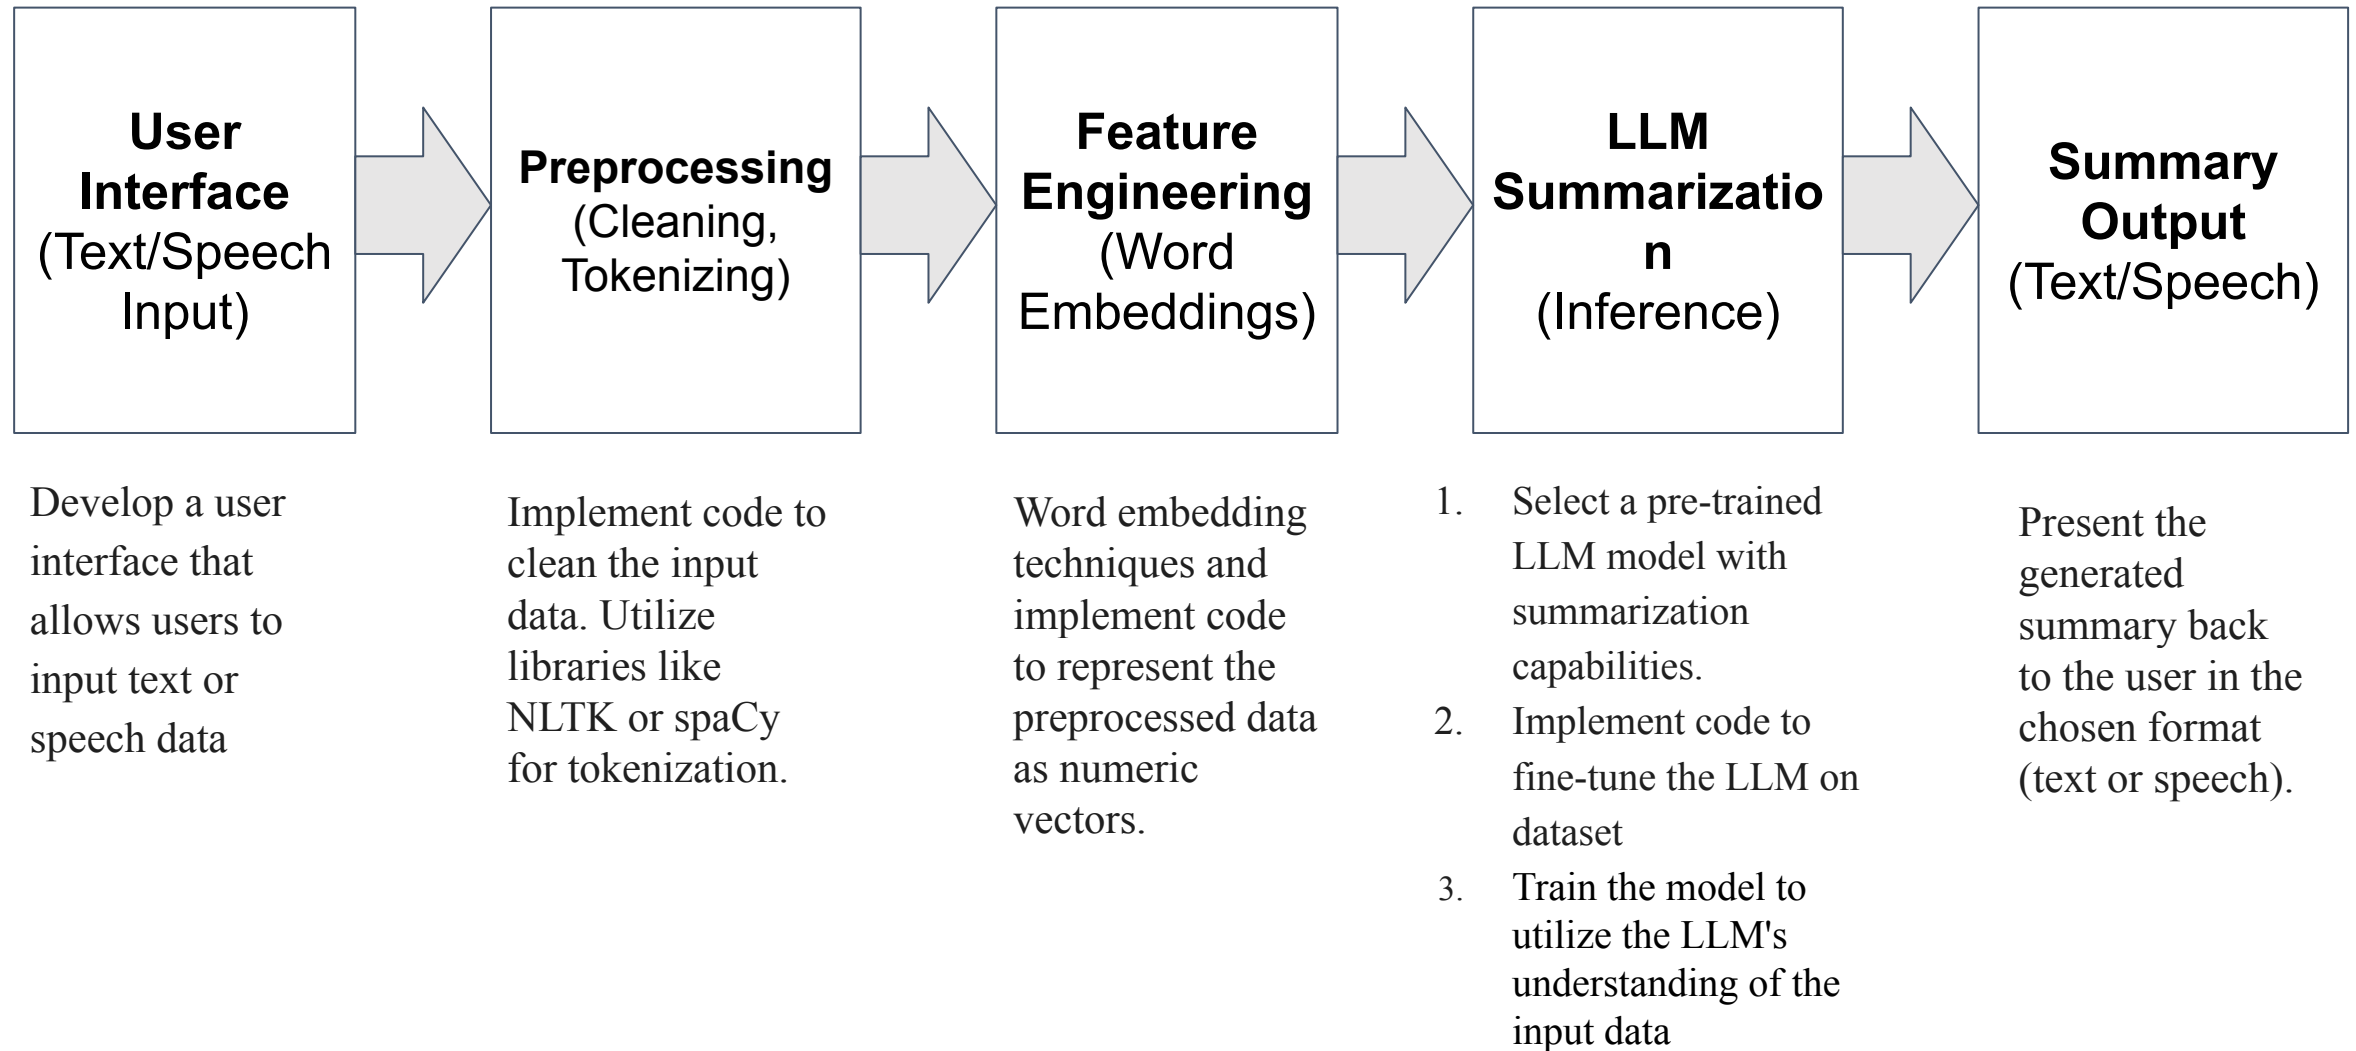 User
Interface
(Text/Speech
Input)
Preprocessing
(Cleaning,
Tokenizing)
Feature
Engineering
(Word
Embeddings)
LLM
Summarizatio
n
(Inference)
Summary
Output
(Text/Speech)
Develop a user
interface that
allows users to
input text or
speech data
Implement code to
clean the input
data. Utilize
libraries like
NLTK or spaCy
for tokenization.
Word embedding
techniques and
implement code
to represent the
preprocessed data
as numeric
vectors.
1. Select a pre-trained
LLM model with
summarization
capabilities.
2. Implement code to
fine-tune the LLM on
dataset
3. Train the model to
utilize the LLM's
understanding of the
input data
Present the
generated
summary back
to the user in the
chosen format
(text or speech).